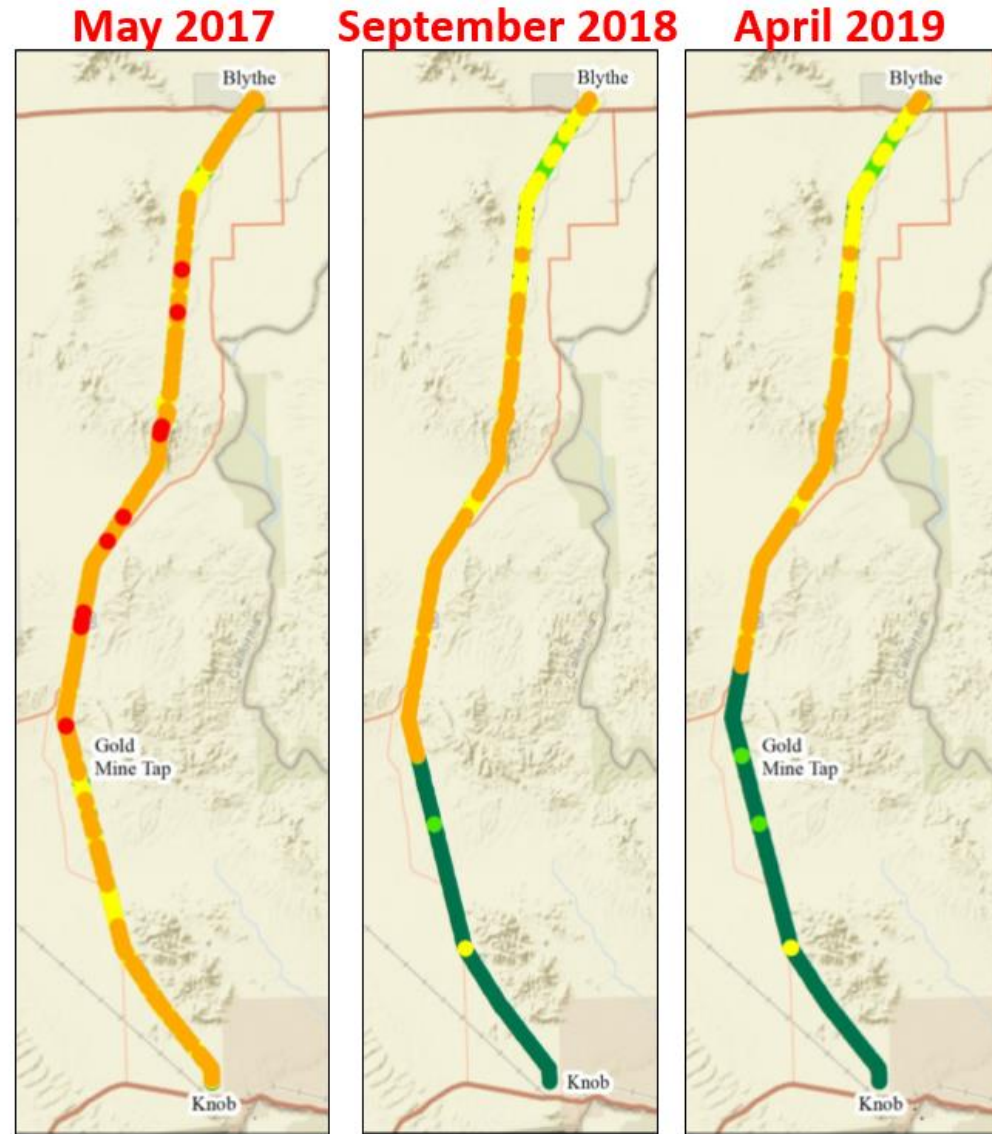 May 2017
September 2018
April 2019
Blythe
Blythe
Blythe
Gold
Mine Tap
Gold
Mine Tap
Knob
Knob
Knob